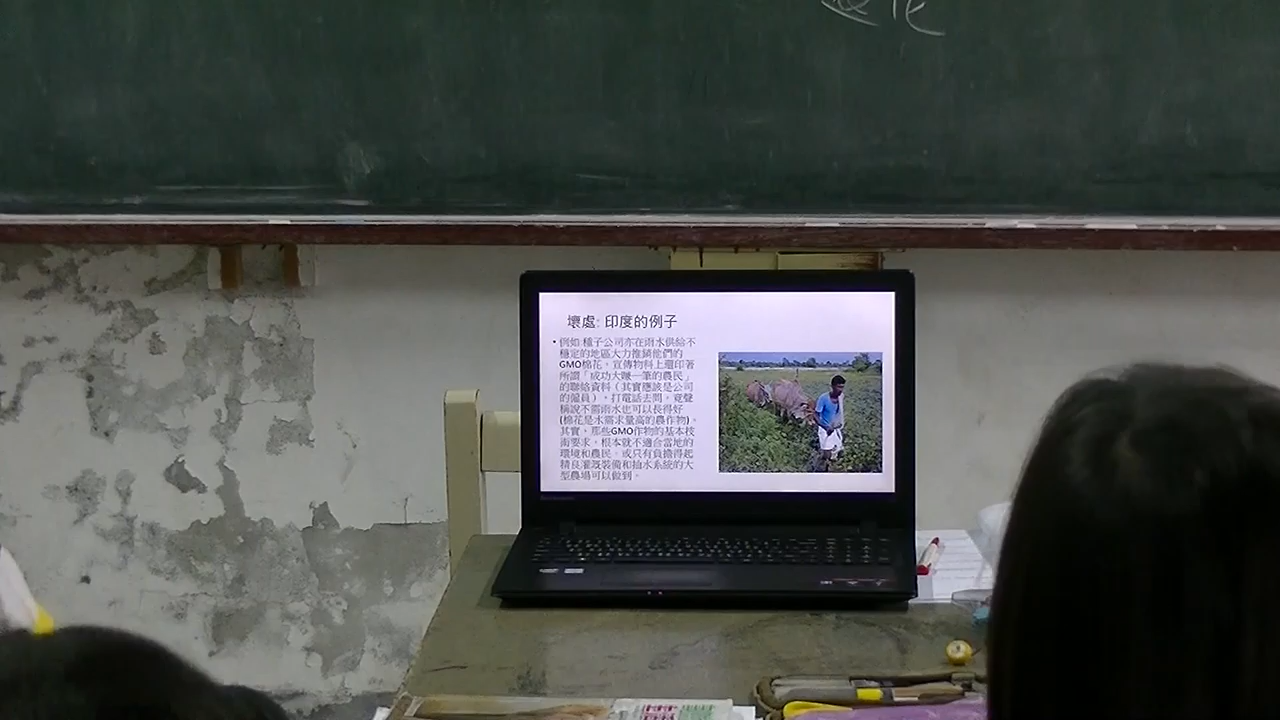 花
壞處: 印度的例子
• 例如:種子公司亦在雨水供給不
穩定的地區大力推銷他們的
GMO棉花，宣傳物料上還印著
所謂「成功大賺一筆的農民」
的聯絡資料（其實應該是公司
的僱員），打電話去問，竟聲
稱說不需雨水也可以長得好
(棉花是水需求量高的農作物)。
其實，那些GMO作物的基本技
術要求，根本就不適合當地的
環境和農民，或只有負擔得起
精良灌溉裝備和抽水系統的大
型農場可以做到。